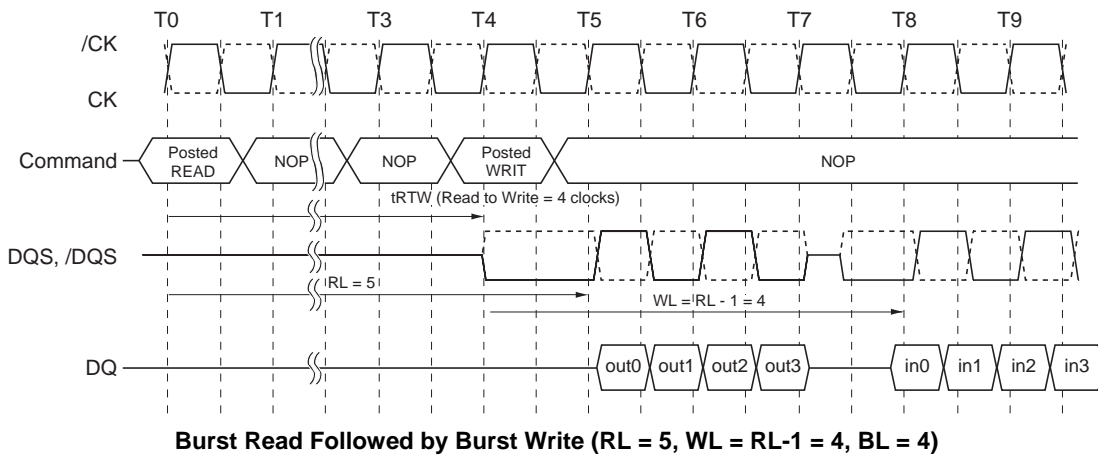 T0 T1 T3 T4 T5 T6 T7 T8 T9
/CK
CK
Command Posted READ NOP NOP Posted WRIT NOP
tRTW (Read to Write = 4 clocks)
DQS, /DQS
RL = 5
WL = RL - 1 = 4
DQ out0 out1 out2 out3 in0 in1 in2 in3
Burst Read Followed by Burst Write (RL = 5, WL = RL-1 = 4, BL = 4)